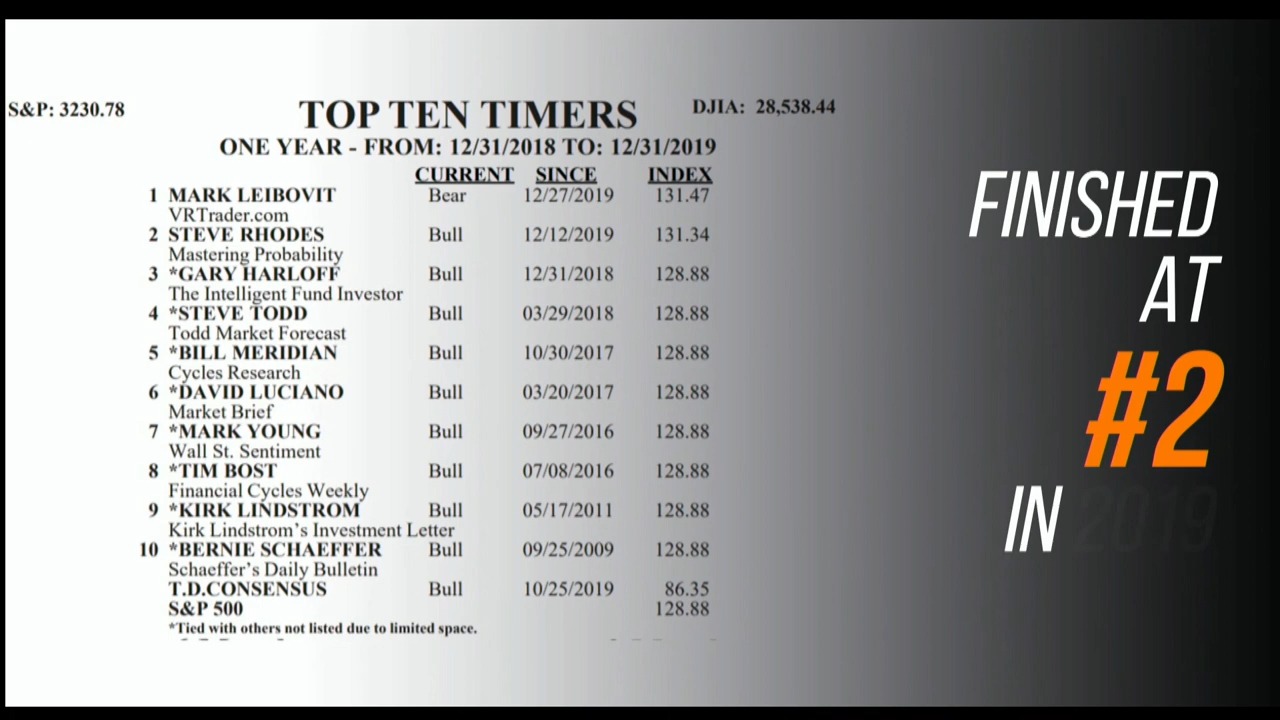 S&P: 3230.78
TOP TEN TIMERS
DJIA: 28,538.44
ONE YEAR - FROM: 12/31/2018 TO: 12/31/2019
CURRENT SINCE INDEX
1 MARK LEIBOVIT Bear 12/27/2019 131.47
VRTrader.com
2 STEVE RHODES Bull 12/12/2019 131.34
Mastering Probability
3 *GARY HARLOFF Bull 12/31/2018 128.88
The Intelligent Fund Investor
4 *STEVE TODD Bull 03/29/2018 128.88
Todd Market Forecast
5 *BILL MERIDIAN Bull 10/30/2017 128.88
Cycles Research
6 *DAVID LUCIANO Bull 03/20/2017 128.88
Market Brief
7 *MARK YOUNG Bull 09/27/2016 128.88
Wall St. Sentiment
8 *TIM BOST Bull 07/08/2016 128.88
Financial Cycles Weekly
9 *KIRK LINDSTROM Bull 05/17/2011 128.88
Kirk Lindstrom's Investment Letter
10 *BERNIE SCHAEFFER Bull 09/25/2009 128.88
Schaeffer's Daily Bulletin
T.D.CONSENSUS Bull 10/25/2019 86.35
S&P 500 128.88
*Tied with others not listed due to limited space.
FINISHED
AT
#2
IN 2019